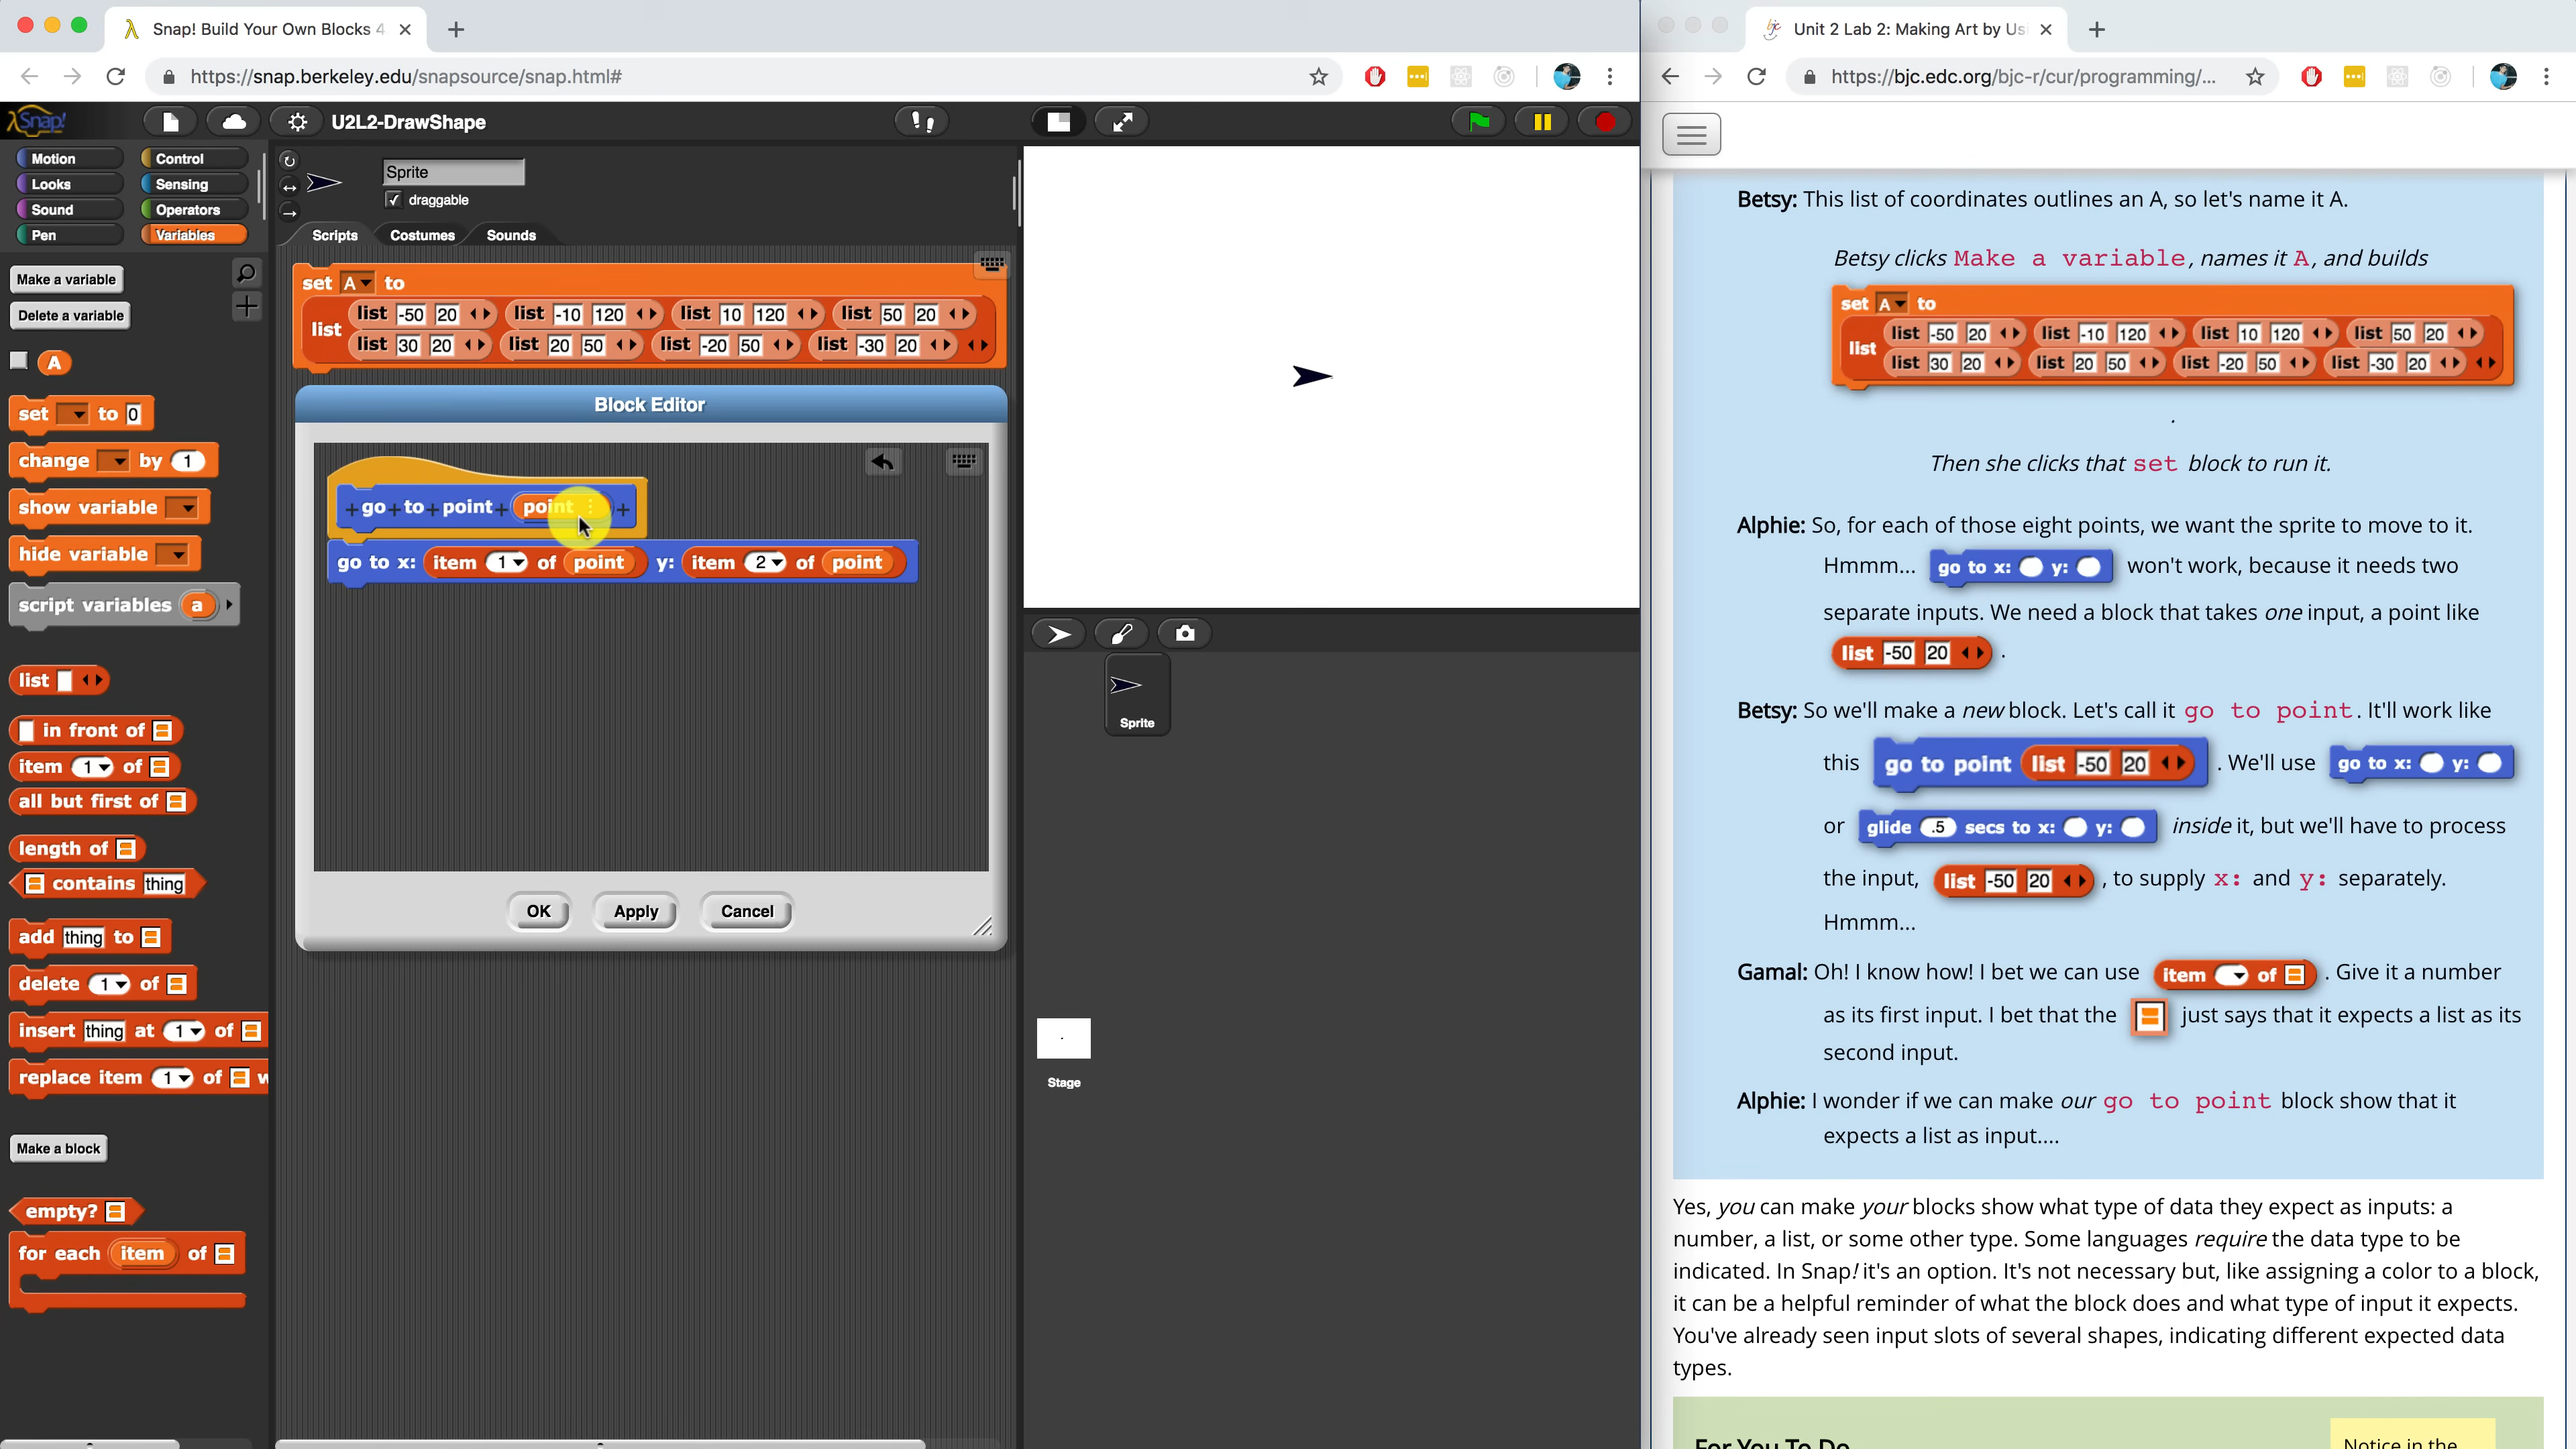 Snap! Build Your Own Blocks 4
https://snap.berkeley.edu/snapsource/snap.html#
Snap!
U2L2-DrawShape
Motion
Control
Looks
Sensing
Sound
Operators
Pen
Variables
Make a variable
Delete a variable
A
set to 0
change by 1
show variable
hide variable
script variables a
list
in front of
item 1 of
all but first of
length of
contains thing
add thing to
delete 1 of
insert thing at 1 of
replace item 1 of w
Make a block
empty?
for each item of
Sprite
draggable
Scripts
Costumes
Sounds
set A to
list
list -50 20 list -10 120 list 10 120 list 50 20
list 30 20 list 20 50 list -20 50 list -30 20
Block Editor
+ go + to + point + point +
go to x: item 1 of point y: item 2 of point
OK
Apply
Cancel
Sprite
Stage
Unit 2 Lab 2: Making Art by Us
https://bjc.edc.org/bjc-r/cur/programming/...
Betsy: This list of coordinates outlines an A, so let's name it A.
Betsy clicks Make a variable, names it A, and builds
set A to
list
list -50 20 list -10 120 list 10 120 list 50 20
list 30 20 list 20 50 list -20 50 list -30 20
.
Then she clicks that set block to run it.
Alphie: So, for each of those eight points, we want the sprite to move to it.
Hmmm... go to x: y: won't work, because it needs two
separate inputs. We need a block that takes one input, a point like
list -50 20 .
Betsy: So we'll make a new block. Let's call it go to point. It'll work like
this go to point list -50 20 . We'll use go to x: y:
or glide .5 secs to x: y: inside it, but we'll have to process
the input, list -50 20 , to supply x: and y: separately.
Hmmm...
Gamal: Oh! I know how! I bet we can use item of . Give it a number
as its first input. I bet that the just says that it expects a list as its
second input.
Alphie: I wonder if we can make our go to point block show that it
expects a list as input....
Yes, you can make your blocks show what type of data they expect as inputs: a
number, a list, or some other type. Some languages require the data type to be
indicated. In Snap! it's an option. It's not necessary but, like assigning a color to a block,
it can be a helpful reminder of what the block does and what type of input it expects.
You've already seen input slots of several shapes, indicating different expected data
types.
For You To Do
Notice in the